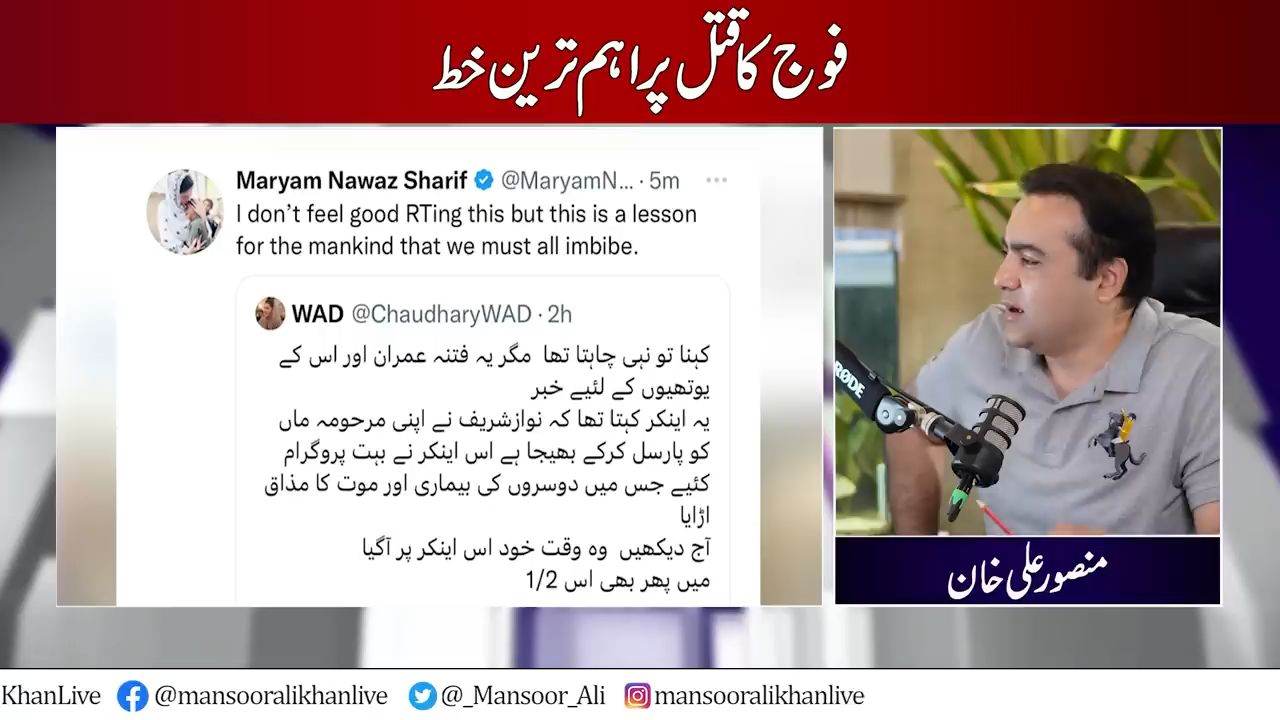 فوج کا قتل پر اہم ترین خط
Maryam Nawaz Sharif @MaryamN... · 5m
I don't feel good RTing this but this is a lesson
for the mankind that we must all imbibe.
WAD @ChaudharyWAD · 2h
کہنا تو نہی چاہتا تھا مگر یہ فتنہ عمران اور اس کے
یوتھیوں کے لئیے خبر
یہ اینکر کہتا تھا کہ نوازشریف نے اپنی مرحومہ ماں
کو پارسل کرکے بھیجا ہے اس اینکر نے بہت پروگرام
کئیے جس میں دوسروں کی بیماری اور موت کا مذاق
اڑایا
آج دیکھیں وہ وقت خود اس اینکر پر آگیا
میں پھر بھی اس 1/2
RØDE
منصور علی خان
KhanLive @mansooralikhanlive @_Mansoor_Ali mansooralikhanlive